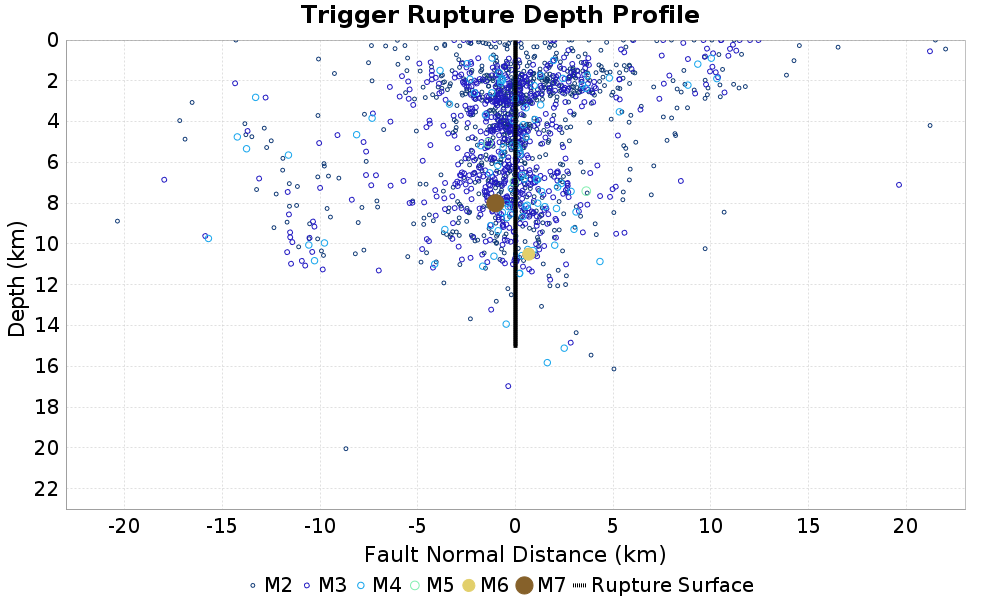 Trigger Rupture Depth Profile
0
2
4
6
8
10
12
14
16
18
20
22
Depth (km)
-20 -15 -10 -5 0 5 10 15 20
Fault Normal Distance (km)
M2 M3 M4 M5 M6 M7 Rupture Surface